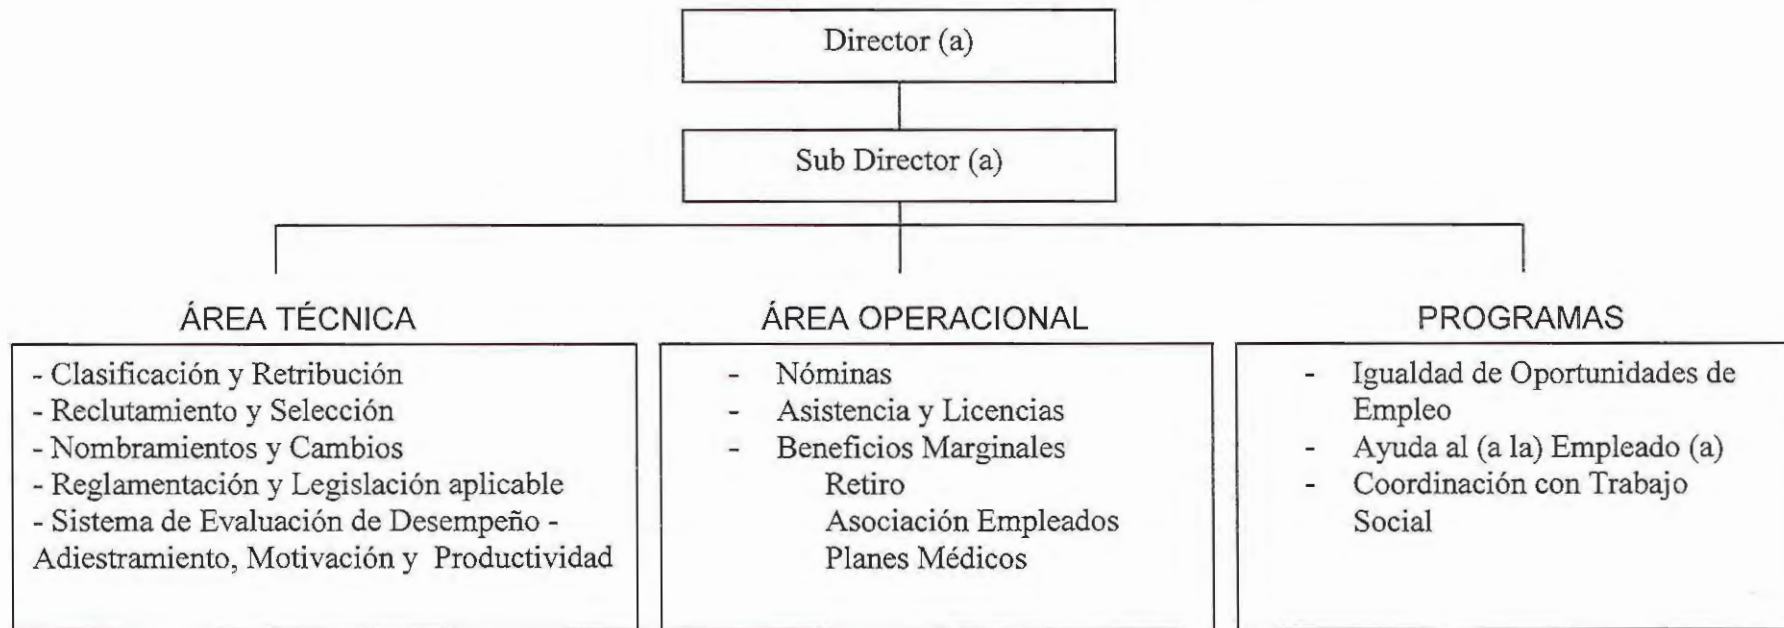 Director (a)
Sub Director (a)
ÁREA TÉCNICA
- Clasificación y Retribución
- Reclutamiento y Selección
- Nombramientos y Cambios
- Reglamentación y Legislación aplicable
- Sistema de Evaluación de Desempeño -
Adiestramiento, Motivación y Productividad
ÁREA OPERACIONAL
- Nóminas
- Asistencia y Licencias
- Beneficios Marginales
Retiro
Asociación Empleados
Planes Médicos
PROGRAMAS
- Igualdad de Oportunidades de
Empleo
- Ayuda al (a la) Empleado (a)
- Coordinación con Trabajo
Social